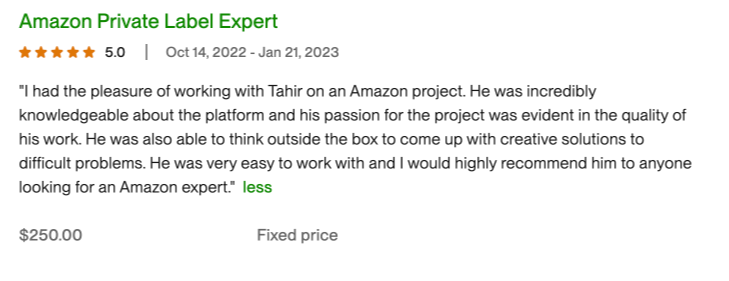 Amazon Private Label Expert
5.0 | Oct 14, 2022 - Jan 21, 2023
"I had the pleasure of working with Tahir on an Amazon project. He was incredibly
knowledgeable about the platform and his passion for the project was evident in the quality of
his work. He was also able to think outside the box to come up with creative solutions to
difficult problems. He was very easy to work with and I would highly recommend him to anyone
looking for an Amazon expert." less
$250.00 Fixed price